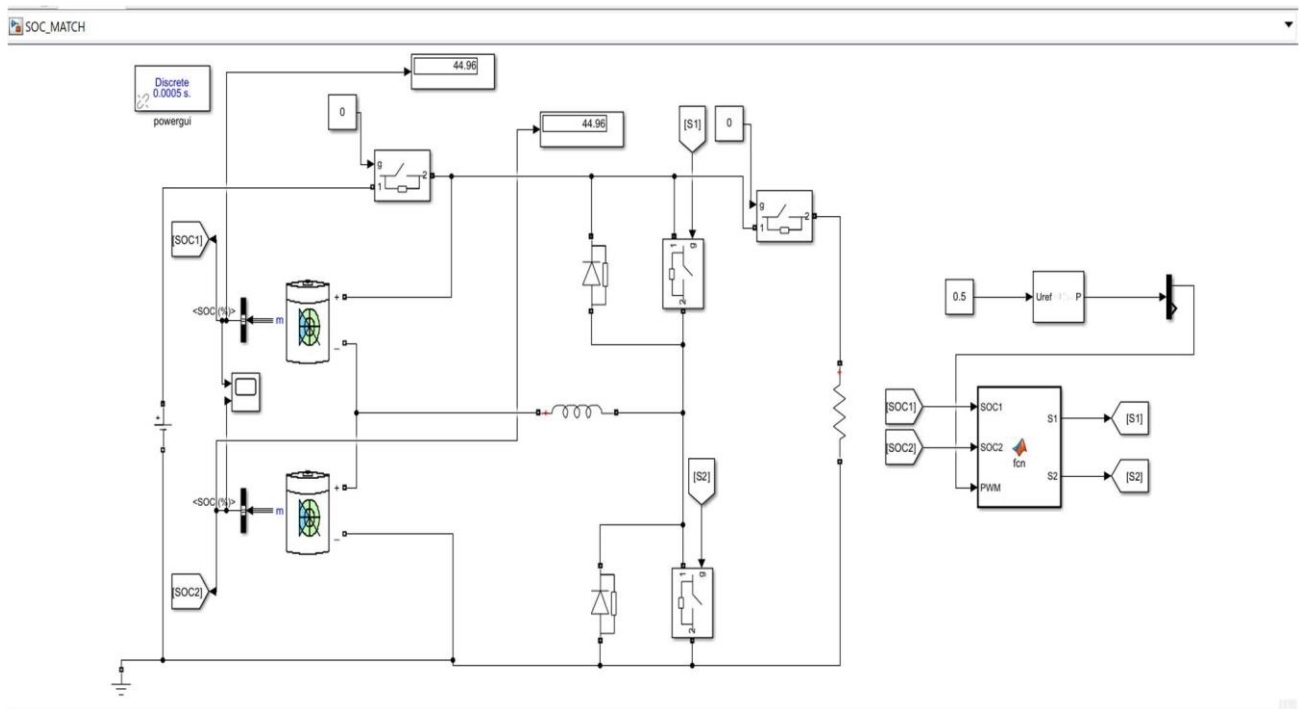 SOC_MATCH
44.96
Discrete
0.0005 s.
powergui
0
44.96
[S1]
0
g
1
2
g
1
2
[SOC1]
1
g
2
+
<SOC (%)>
m
_
0.5
Uref
P
+
+
+
[SOC1]
SOC1
S1
[S1]
[SOC2]
SOC2
fcn
S2
[S2]
PWM
[S2]
+
<SOC (%)>
m
_
1
g
2
[SOC2]